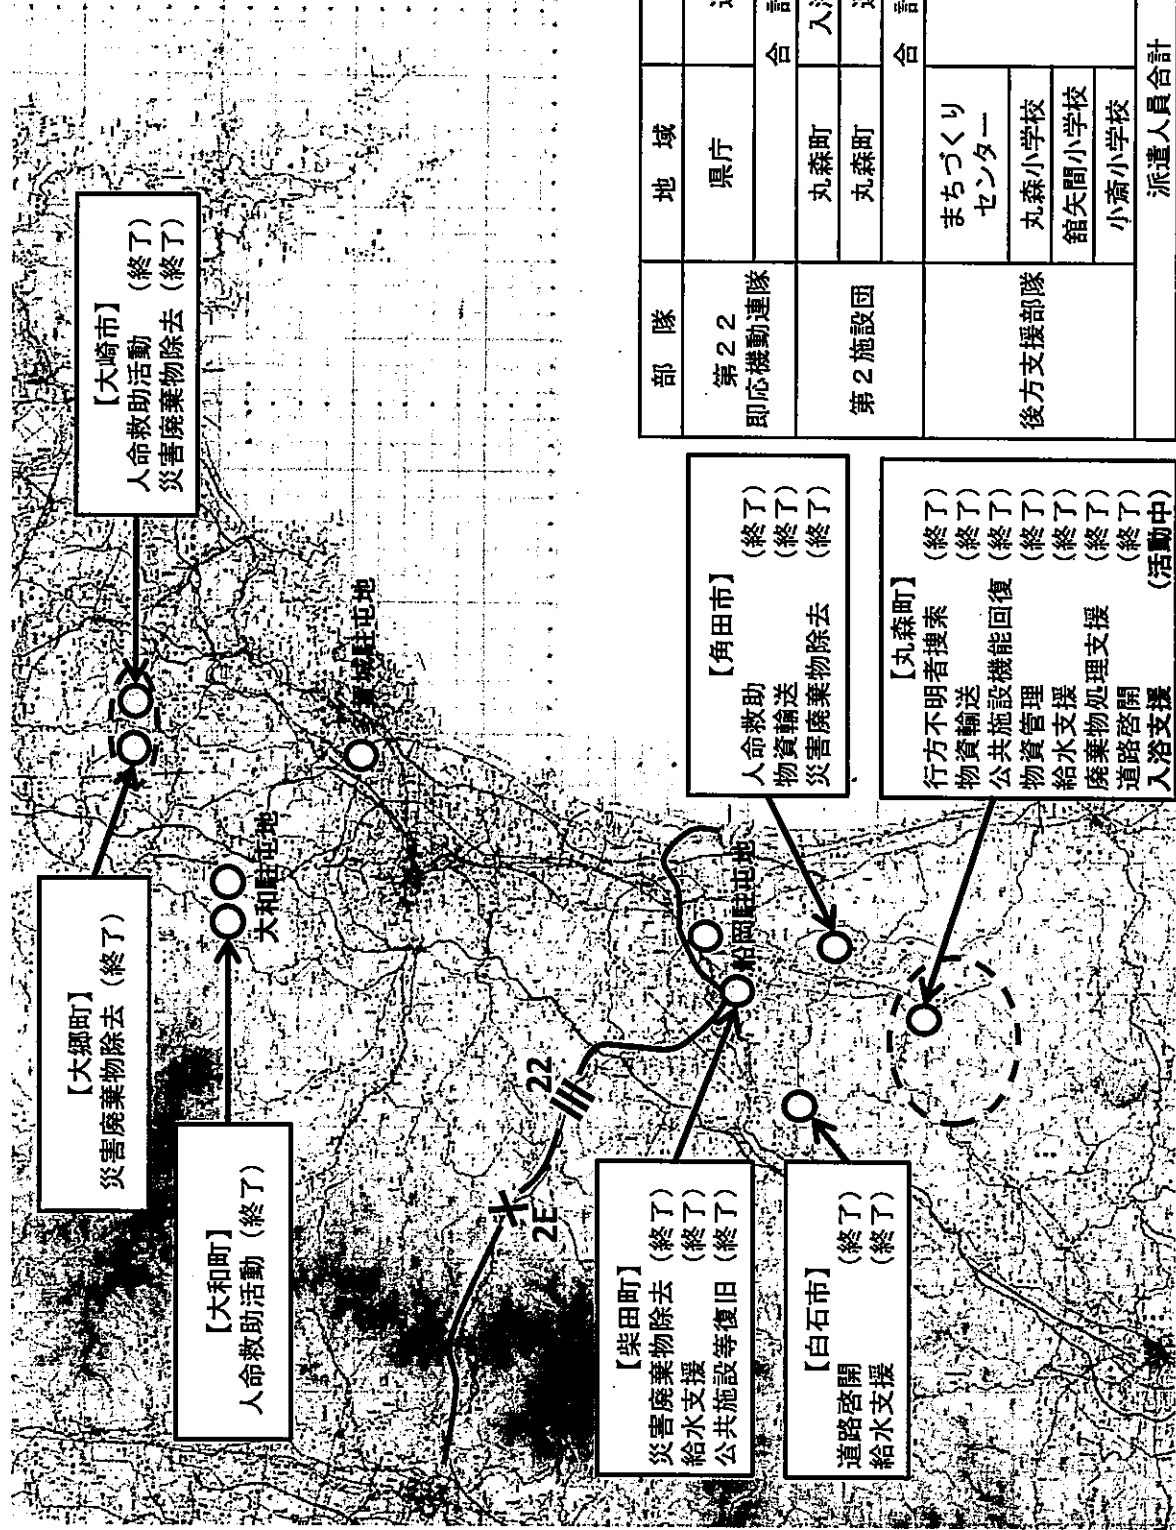 【大郷町】
災害廃棄物除去（終了）
【大崎市】
人命救助活動　（終了）
災害廃棄物除去（終了）
【大和町】
人命救助活動（終了）
大和駐屯地
多賀城駐屯地
22
2E
船岡駐屯地
【柴田町】
災害廃棄物除去（終了）
給水支援　（終了）
公共施設等復旧（終了）
【白石市】
道路啓開　（終了）
給水支援　（終了）
【角田市】
人命救助　（終了）
物資輸送　（終了）
災害廃棄物除去　（終了）
【丸森町】
行方不明者捜索　（終了）
物資輸送　（終了）
公共施設機能回復（終了）
物資管理　（終了）
給水支援　（終了）
廃棄物処理支援　（終了）
道路啓開　（終了）
入浴支援　（活動中）
部　隊　地　域
第２２
即応機動連隊　県庁
合　計
第２施設団　丸森町　入
丸森町
合　計
後方支援部隊　まちづくり
センター
丸森小学校
舘矢間小学校
小斎小学校
派遣人員合計